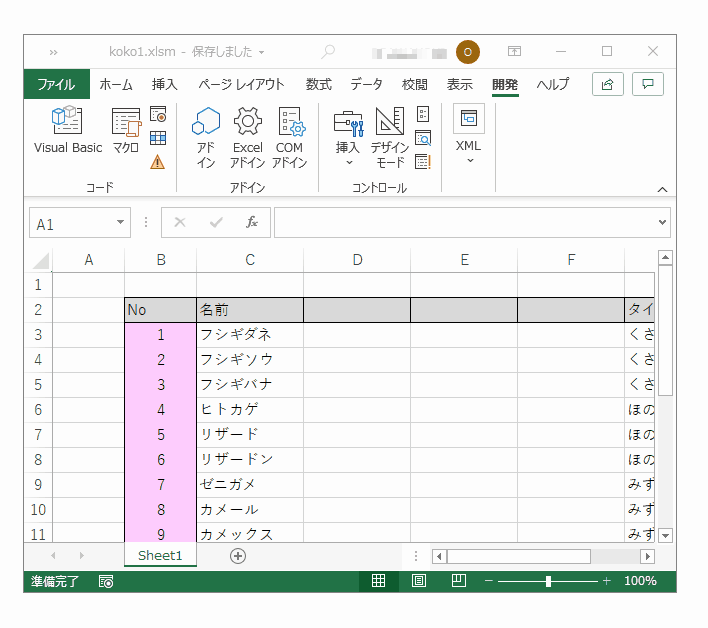 koko1.xlsm - 保存しました
O
ファイル ホーム 挿入 ページ レイアウト 数式 データ 校閲 表示 開発 ヘルプ
Visual Basic マクロ アドイン Excel アドイン COM アドイン 挿入 デザイン モード XML
コード アドイン コントロール
A1 fx
A B C D E F
1
2 No 名前 タイ
3 1 フシギダネ くさ
4 2 フシギソウ くさ
5 3 フシギバナ くさ
6 4 ヒトカゲ ほの
7 5 リザード ほの
8 6 リザードン ほの
9 7 ゼニガメ みず
10 8 カメール みず
11 9 カメックス みず
Sheet1
準備完了 100%